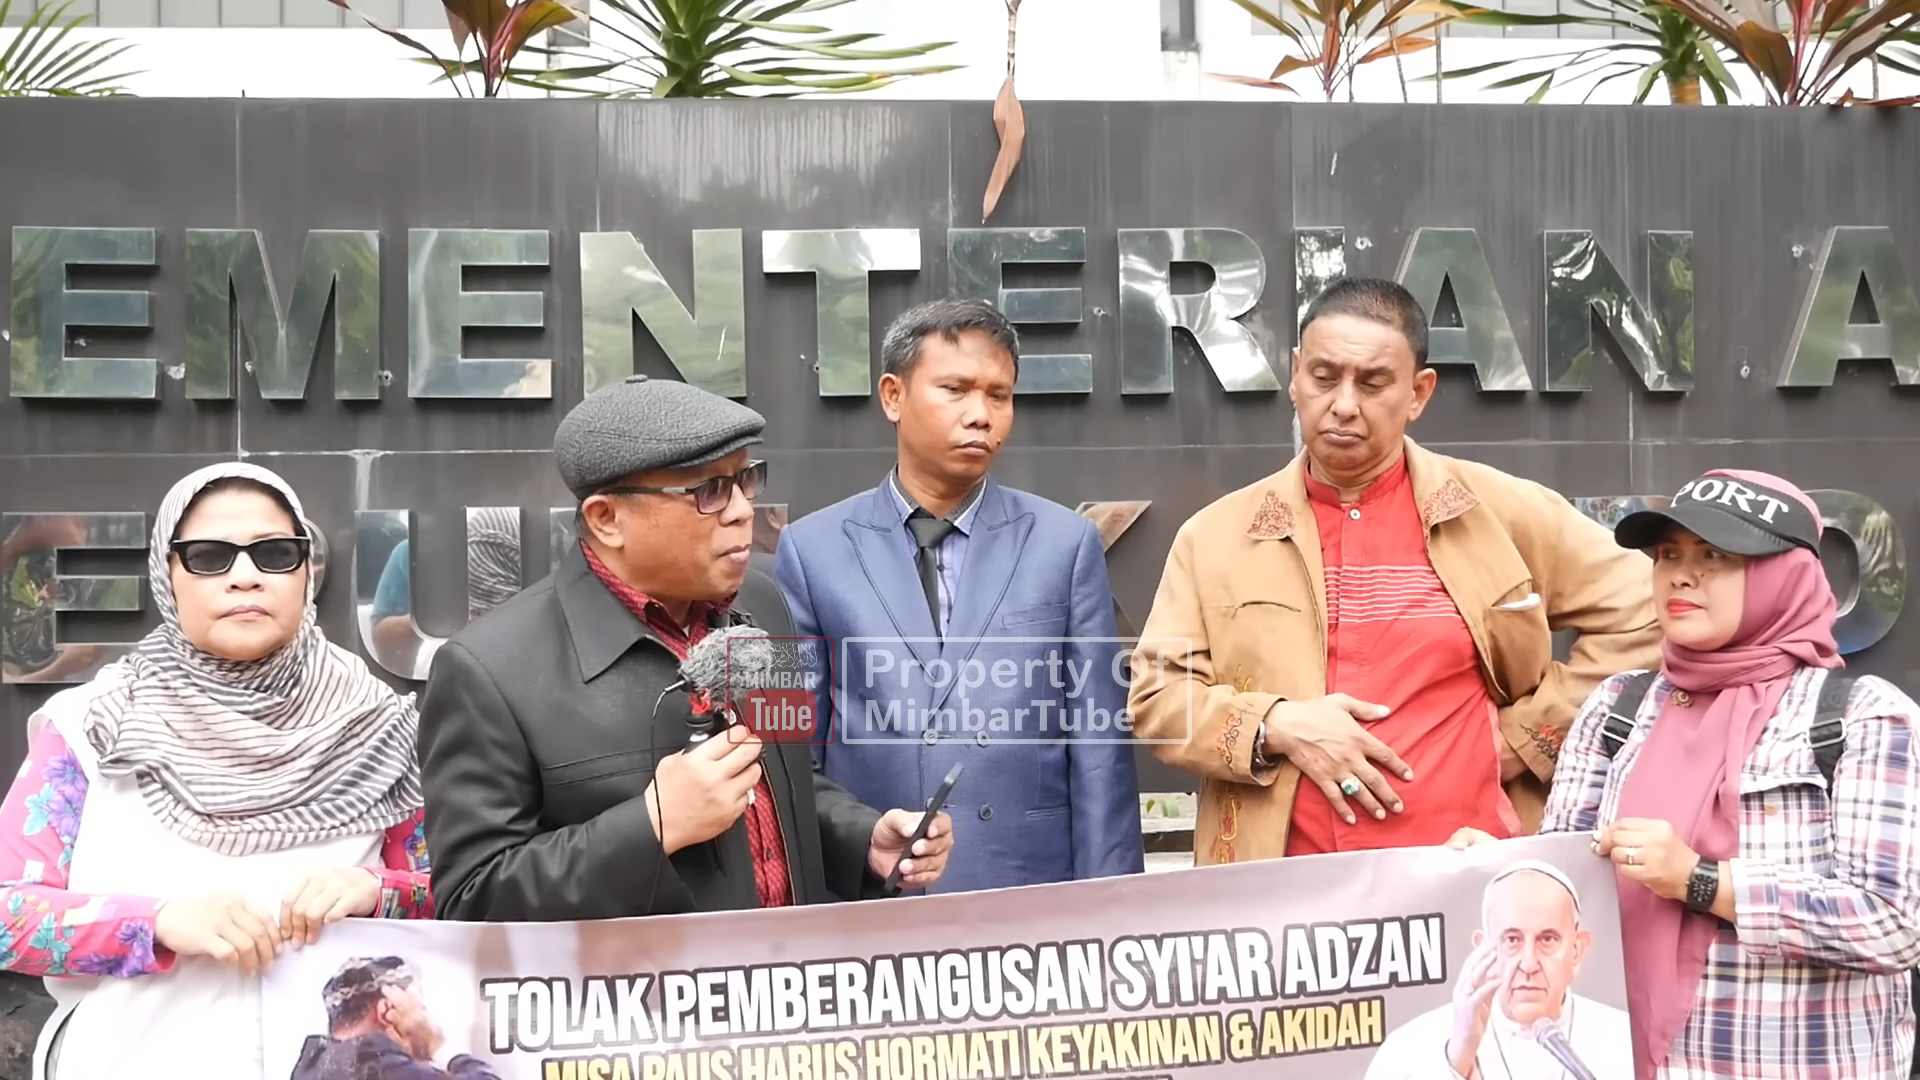 EMENTERIAN A
PORT
MIMBAR
Tube
Property Of
MimbarTube
TOLAK PEMBERANGUSAN SYI'AR ADZAN
MISA PAUS HARUS HORMATI KEYAKINAN & AKIDAH